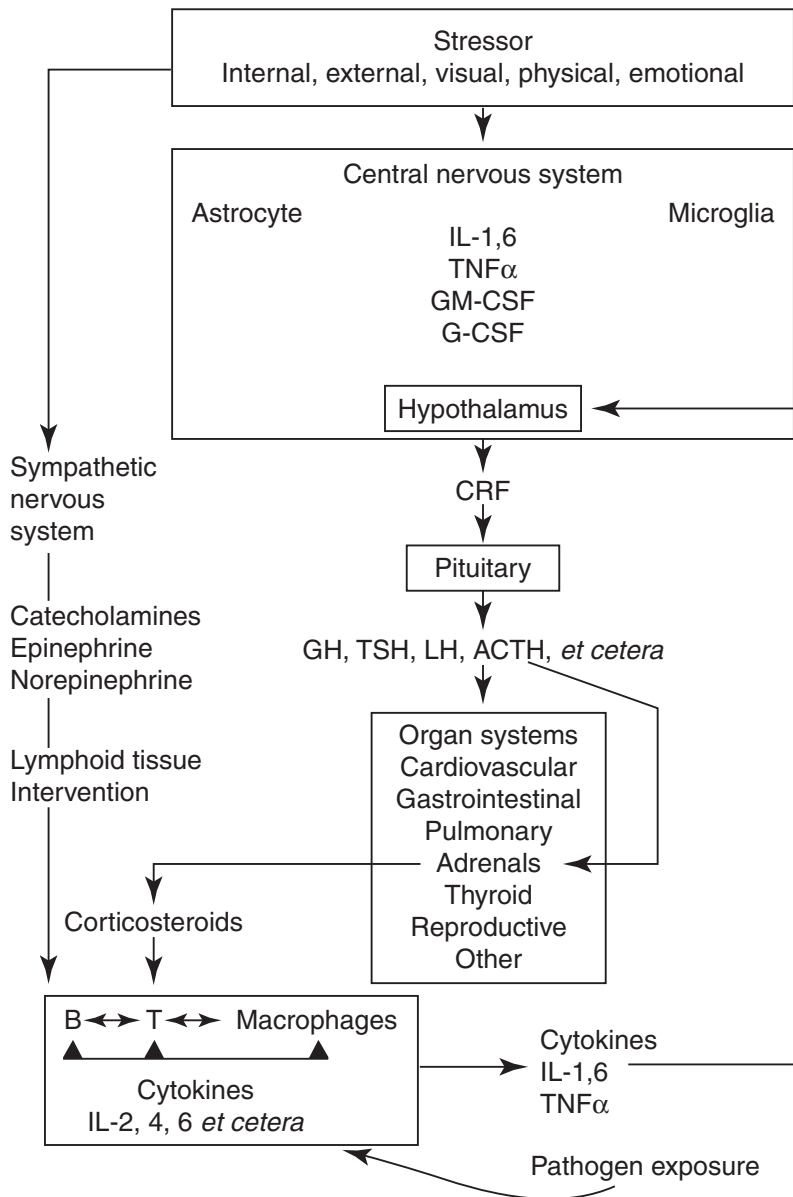 Stressor
Internal, external, visual, physical, emotional
Central nervous system
Astrocyte
Microglia
IL-1,6
TNFα
GM-CSF
G-CSF
Hypothalamus
CRF
Pituitary
GH, TSH, LH, ACTH, et cetera
Sympathetic
nervous
system
Catecholamines
Epinephrine
Norepinephrine
Lymphoid tissue
Intervention
Organ systems
Cardiovascular
Gastrointestinal
Pulmonary
Adrenals
Thyroid
Reproductive
Other
Corticosteroids
B T Macrophages
Cytokines
IL-2, 4, 6 et cetera
Cytokines
IL-1,6
TNFα
Pathogen exposure